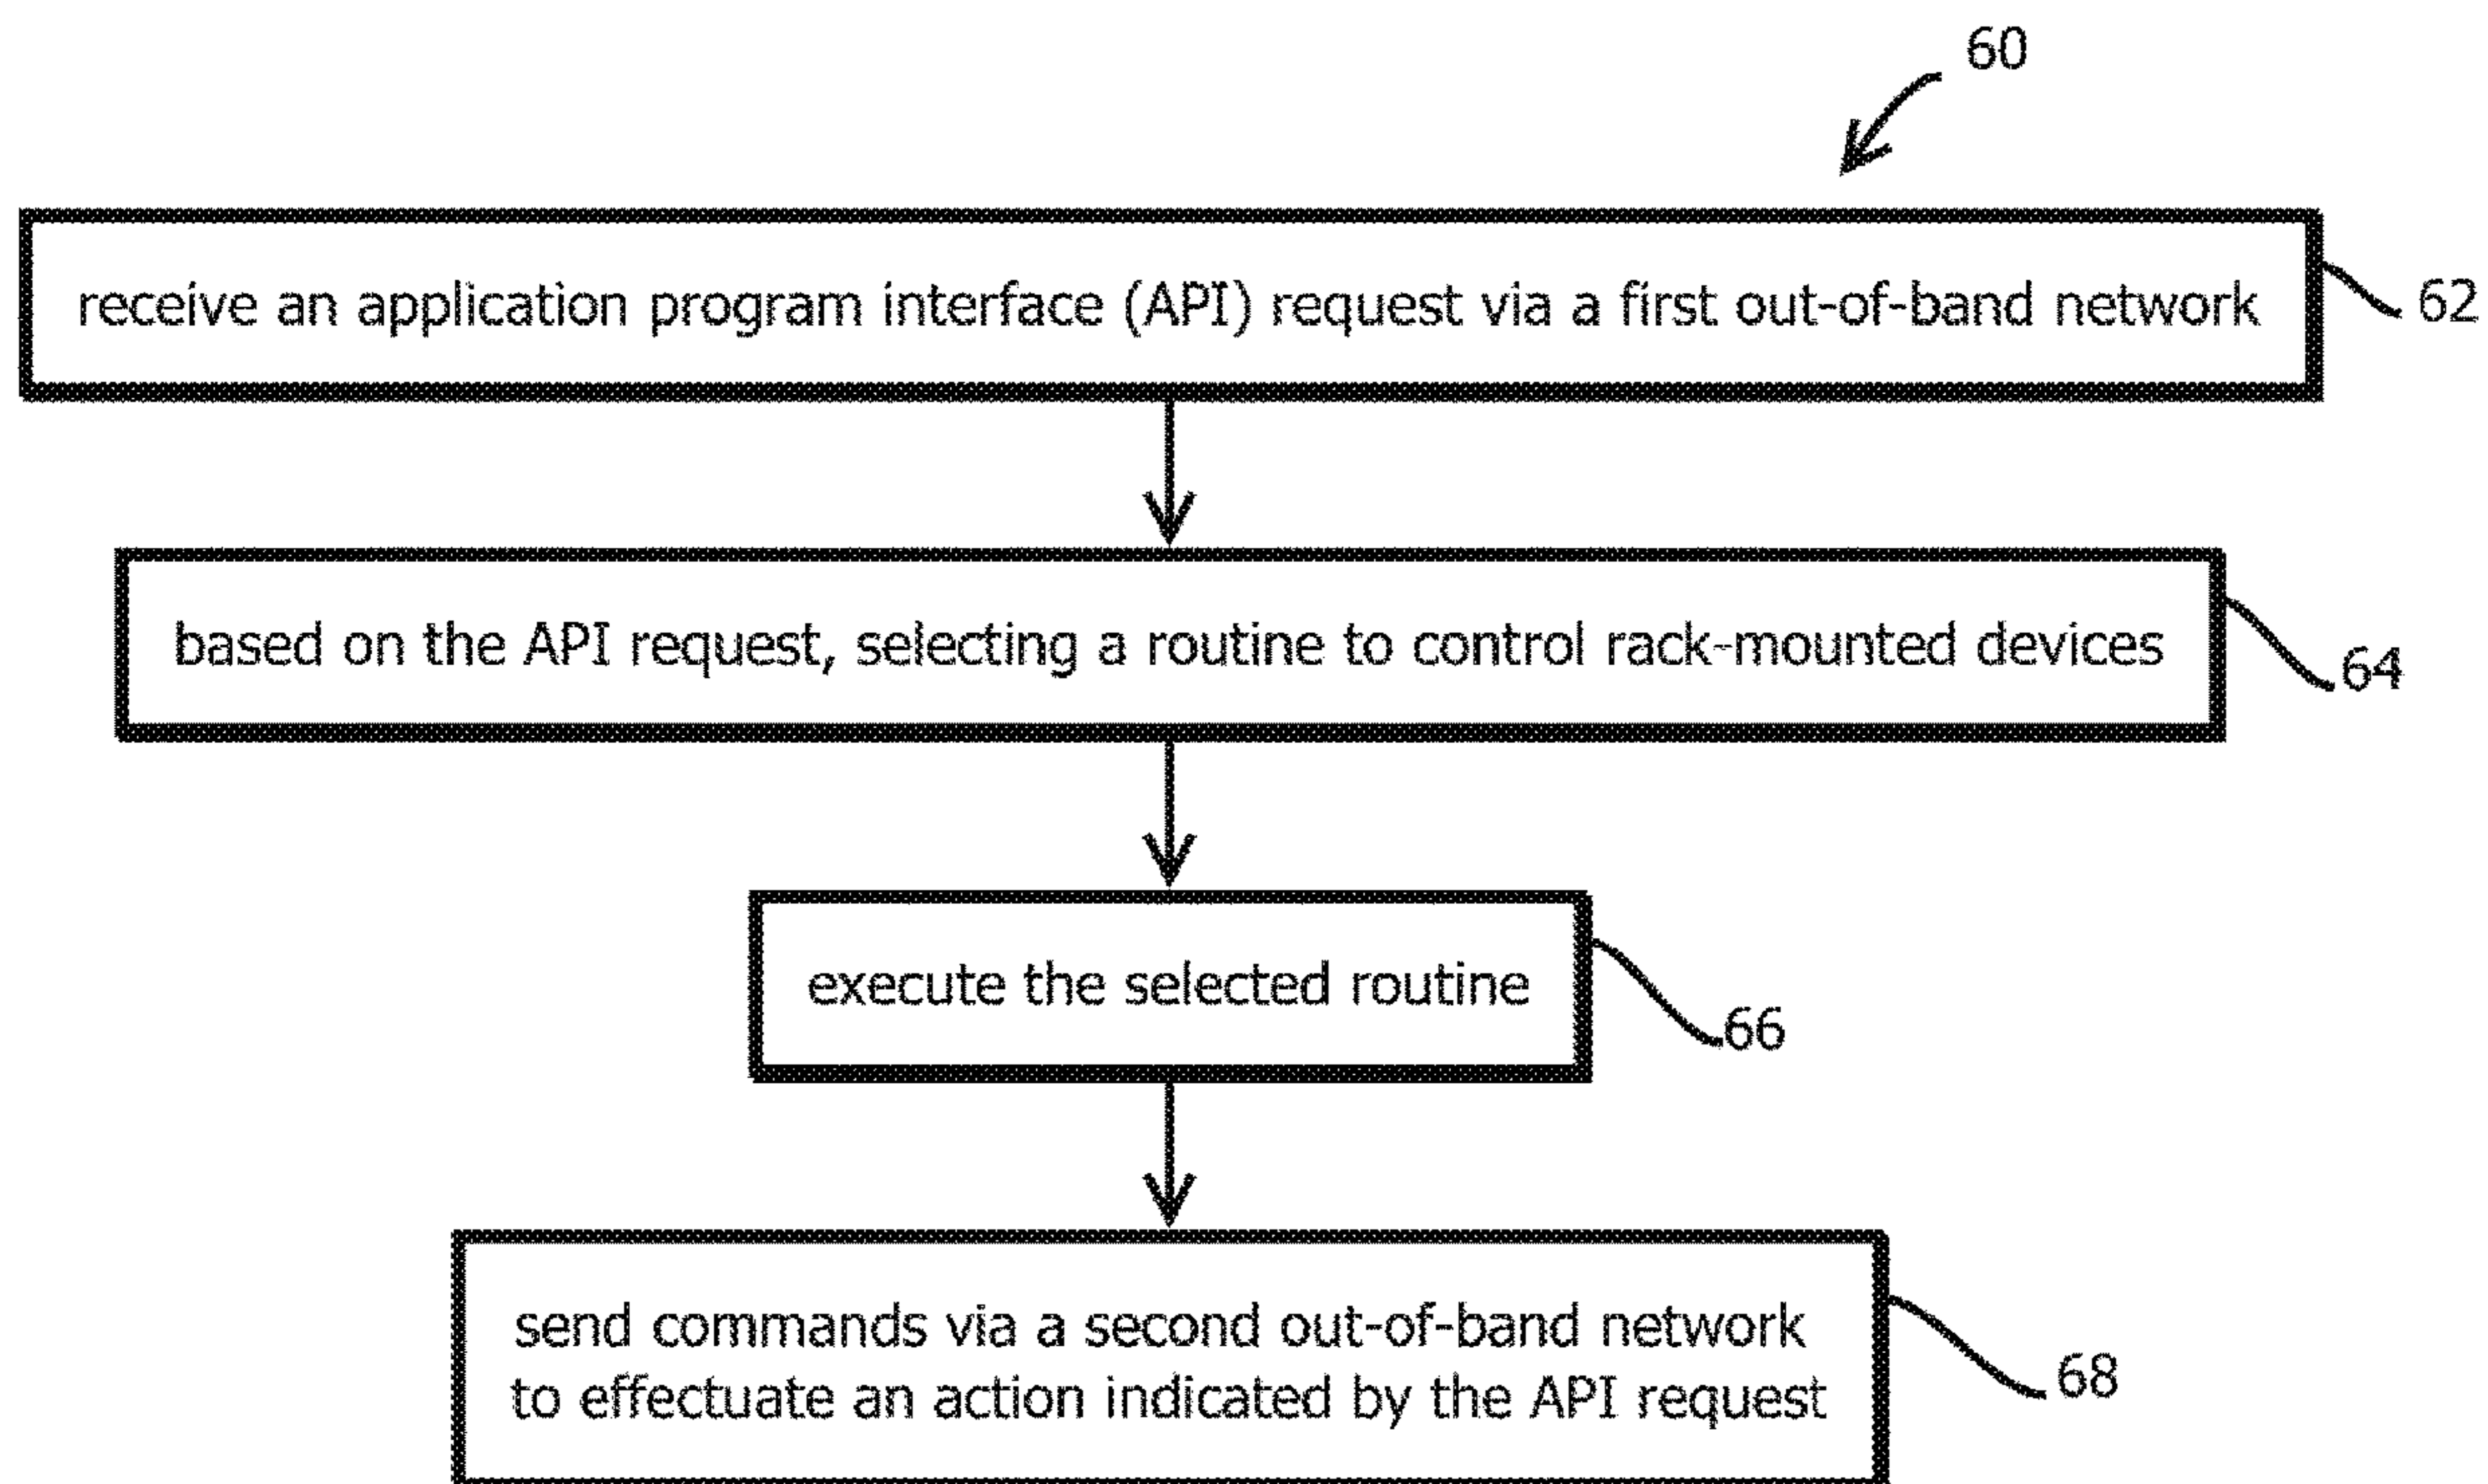 60
receive an application program interface (API) request via a first out-of-band network
62
based on the API request, selecting a routine to control rack-mounted devices
64
execute the selected routine
66
send commands via a second out-of-band network
to effectuate an action indicated by the API request
68